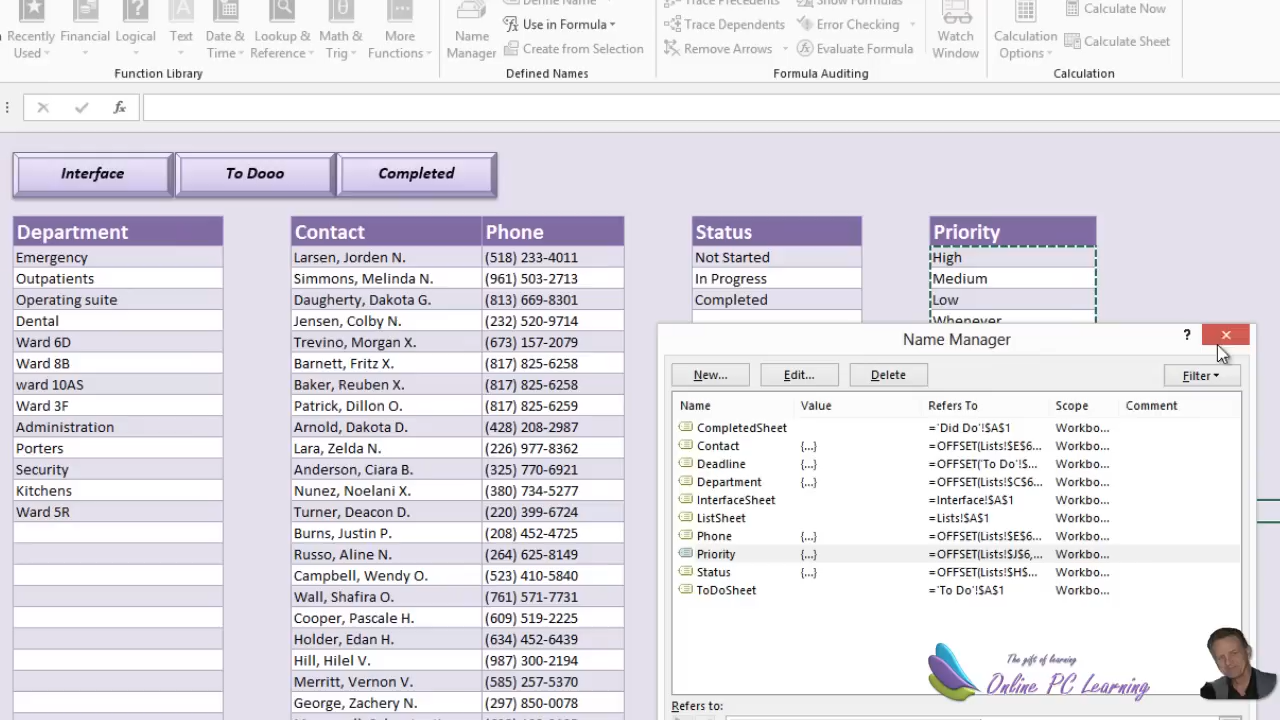 Trace Precedents
Show Formulas
Define Name
Use in Formula
Create from Selection
Trace Dependents
Remove Arrows
Error Checking
Evaluate Formula
Calculate Now
Calculate Sheet
Recently Used
Financial
Logical
Text
Date & Time
Lookup & Reference
Math & Trig
More Functions
Name Manager
Watch Window
Calculation Options
Function Library
Defined Names
Formula Auditing
Calculation
fx
Interface
To Dooo
Completed
Department
Emergency
Outpatients
Operating suite
Dental
Ward 6D
Ward 8B
ward 10AS
Ward 3F
Administration
Porters
Security
Kitchens
Ward 5R
Contact Phone
Larsen, Jorden N. (518) 233-4011
Simmons, Melinda N. (961) 503-2713
Daugherty, Dakota G. (813) 669-8301
Jensen, Colby N. (232) 520-9714
Trevino, Morgan X. (673) 157-2079
Barnett, Fritz X. (817) 825-6258
Baker, Reuben X. (817) 825-6258
Patrick, Dillon O. (817) 825-6259
Arnold, Dakota D. (428) 208-2987
Lara, Zelda N. (226) 977-8362
Anderson, Ciara B. (325) 770-6921
Nunez, Noelani X. (380) 734-5277
Turner, Deacon D. (220) 399-6724
Burns, Justin P. (208) 452-4725
Russo, Aline N. (264) 625-8149
Campbell, Wendy O. (523) 410-5840
Wall, Shafira O. (761) 571-7731
Cooper, Pascale H. (609) 519-2225
Holder, Edan H. (634) 452-6439
Hill, Hilel V. (987) 300-2194
Merritt, Vernon V. (585) 257-5370
George, Zachery N. (297) 850-0078
Status
Not Started
In Progress
Completed
Priority
High
Medium
Low
Whenever
Name Manager ?
New... Edit... Delete Filter
Name Value Refers To Scope Comment
CompletedSheet ='Did Do'!$A$1 Workbo...
Contact {...} =OFFSET(Lists!$E$6... Workbo...
Deadline {...} =OFFSET('To Do'!$... Workbo...
Department {...} =OFFSET(Lists!$C$6... Workbo...
InterfaceSheet =Interface!$A$1 Workbo...
ListSheet =Lists!$A$1 Workbo...
Phone {...} =OFFSET(Lists!$E$6... Workbo...
Priority {...} =OFFSET(Lists!$J$6,... Workbo...
Status {...} =OFFSET(Lists!$H$... Workbo...
ToDoSheet ='To Do'!$A$1 Workbo...
Refers to:
The gift of learning
Online PC Learning